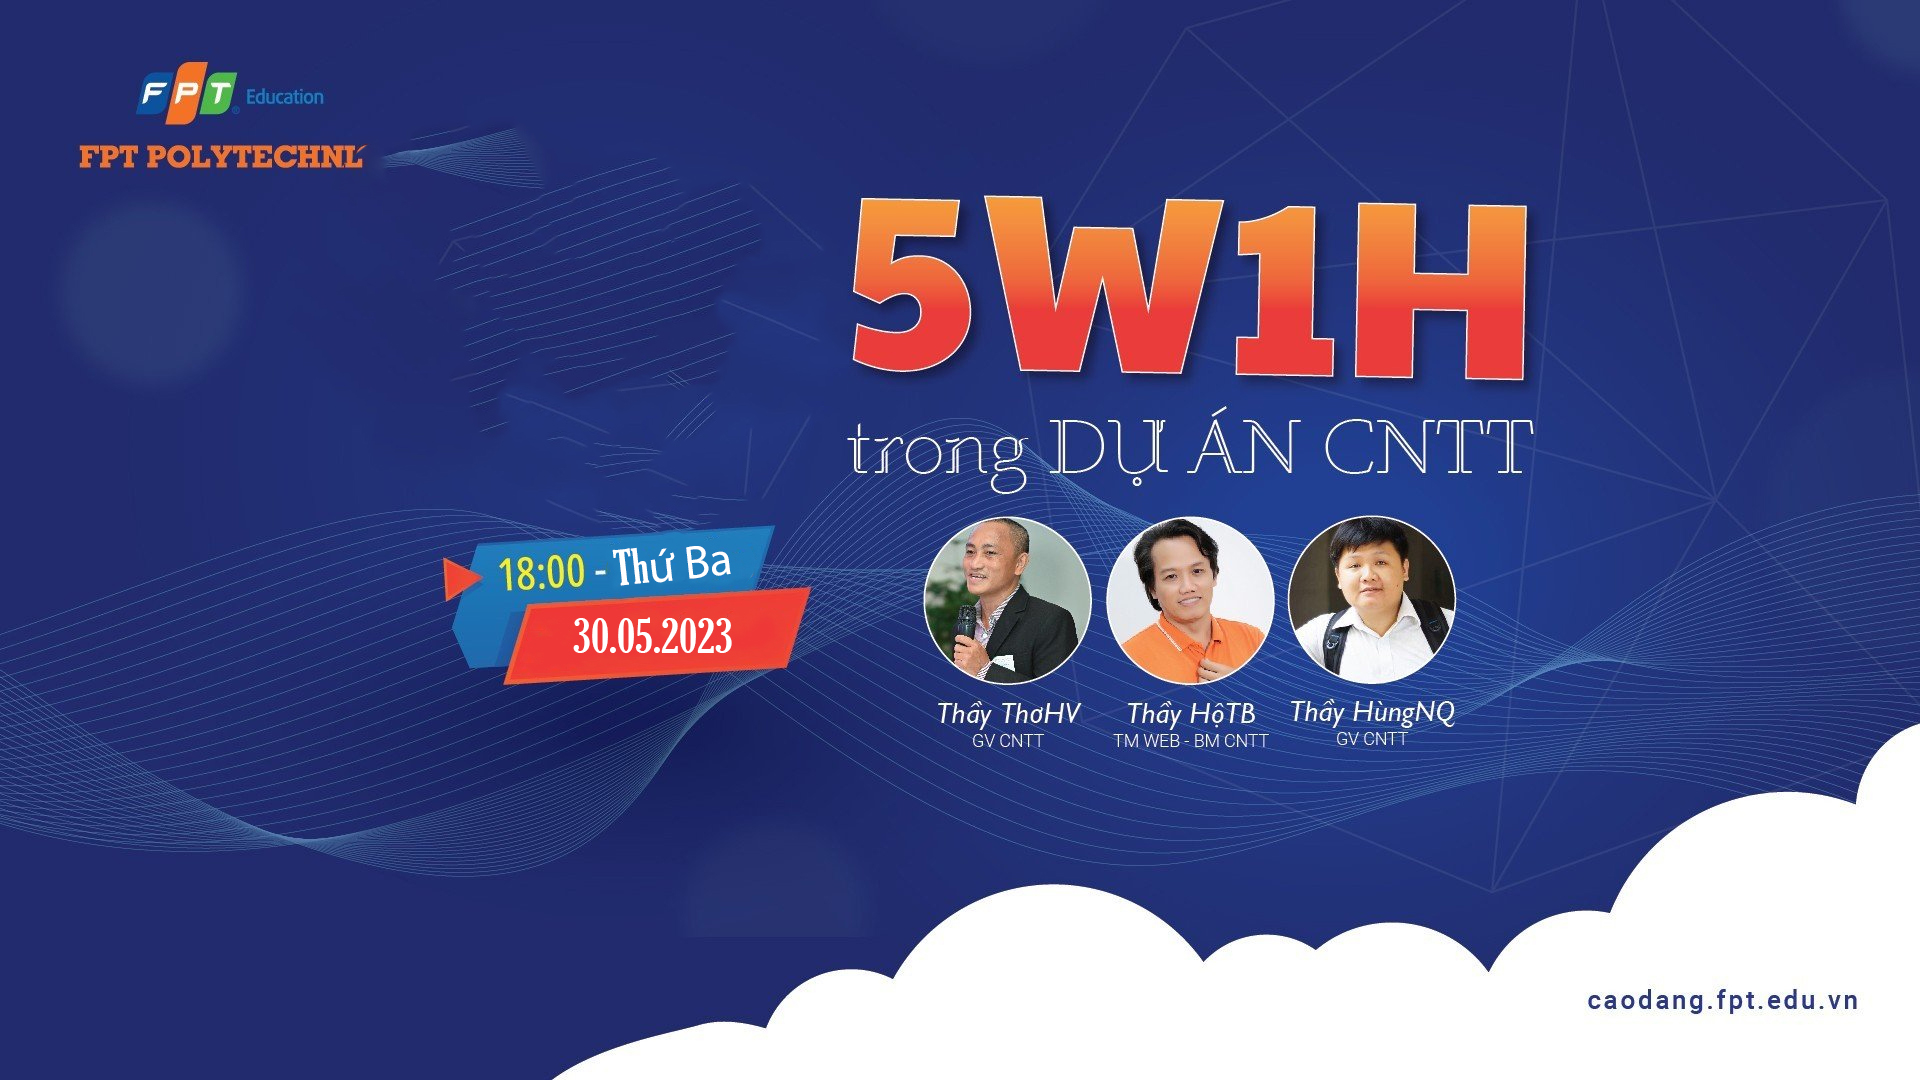 FPT Education
FPT POLYTECHNI
5W1H
trong DỰ ÁN CNTT
18:00 - Thứ Ba
30.05.2023
Thầy ThơHV
GV CNTT
Thầy HộTB
TM WEB - BM CNTT
Thầy HùngNQ
GV CNTT
caodang.fpt.edu.vn